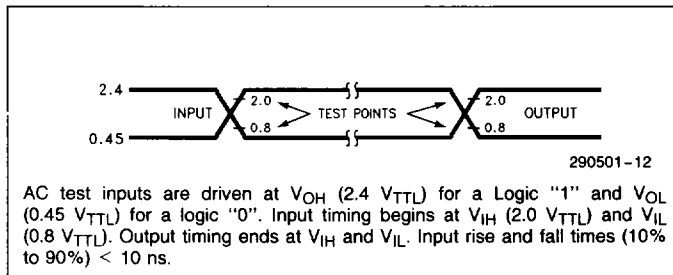 2.4
INPUT
2.0
0.8
TEST POINTS
2.0
0.8
OUTPUT
0.45
290501–12
AC test inputs are driven at VOH (2.4 VTTL) for a Logic "1" and VOL
(0.45 VTTL) for a logic "0". Input timing begins at VIH (2.0 VTTL) and VIL
(0.8 VTTL). Output timing ends at VIH and VIL. Input rise and fall times (10%
to 90%) < 10 ns.